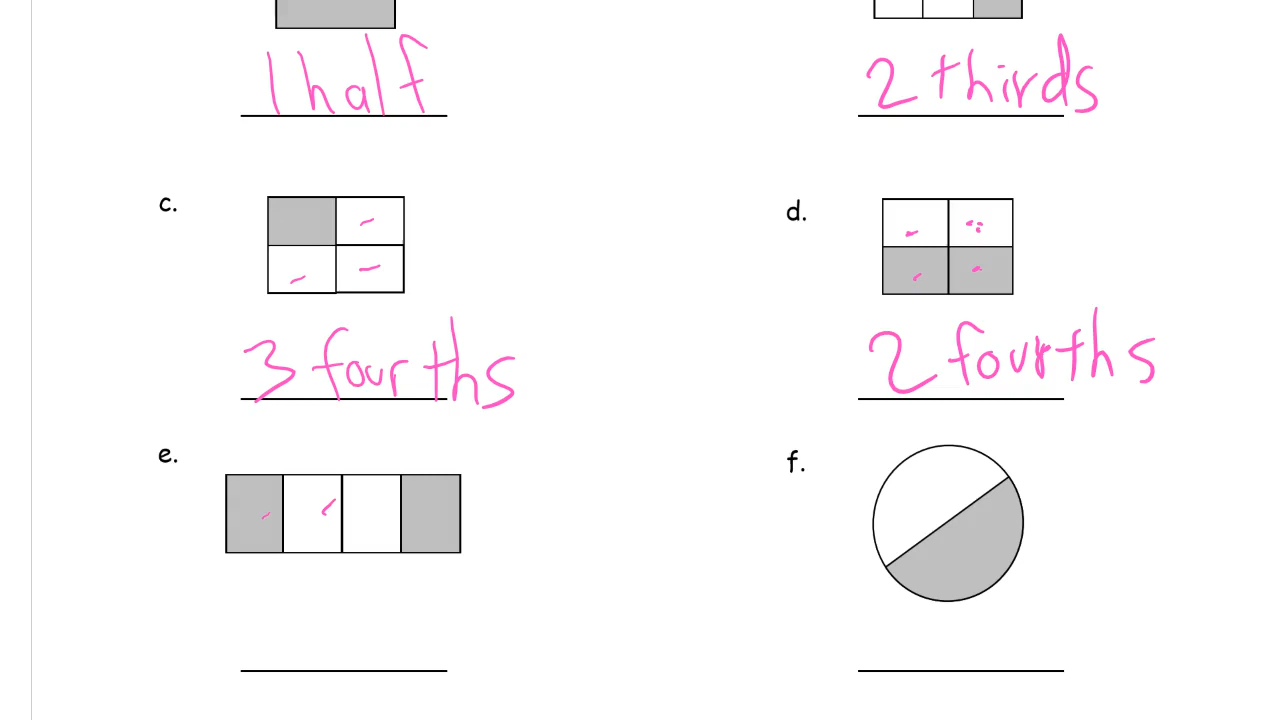 1 half
2 thirds
c.
d.
3 fourths
2 fourths
e.
f.